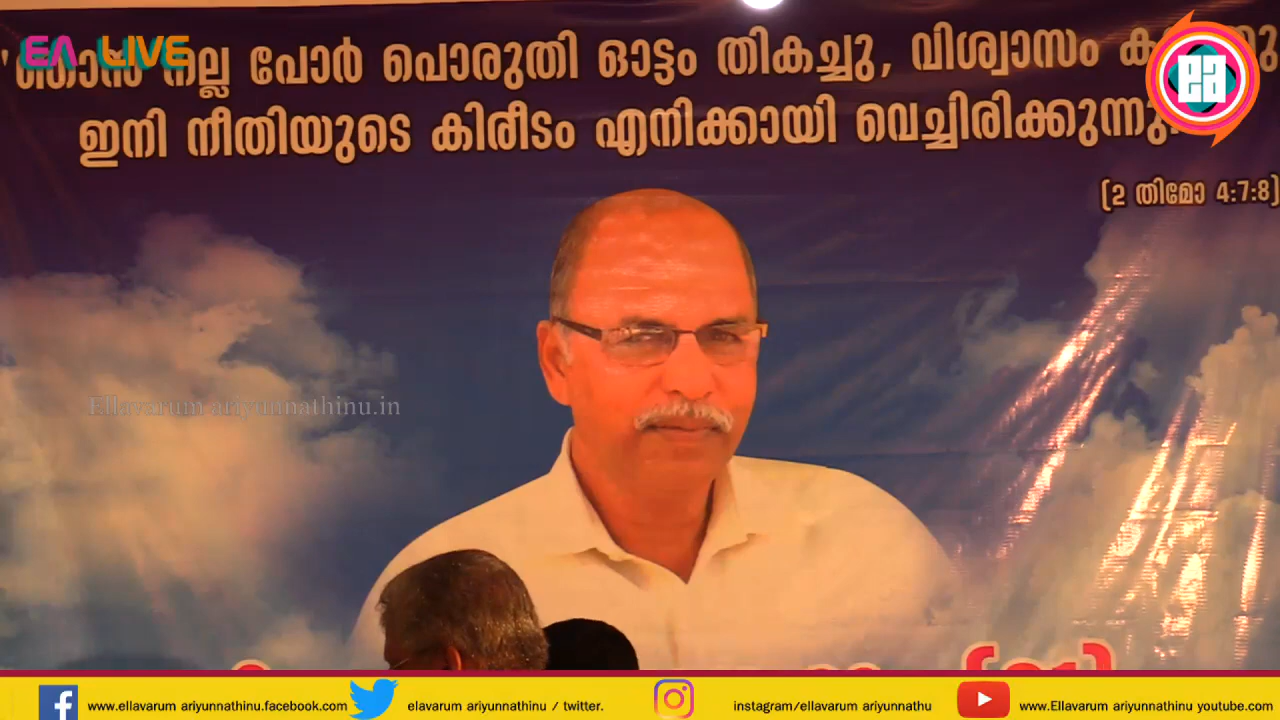 EA LIVE
"ഞാൻ നല്ല പോർ പൊരുതി ഓട്ടം തികച്ചു, വിശ്വാസം
ea
ഇനി നീതിയുടെ കിരീടം എനിക്കായി വെച്ചിരിക്കുന്നു.
(2 തിമോ 4:7:8)
Ellavarum ariyunnathinu.in
www.ellavarum ariyunnathinu.facebook.com
elavarum ariyunnathinu / twitter.
instagram/ellavarum ariyunnathu
www.Ellavarum ariyunnathinu youtube.com